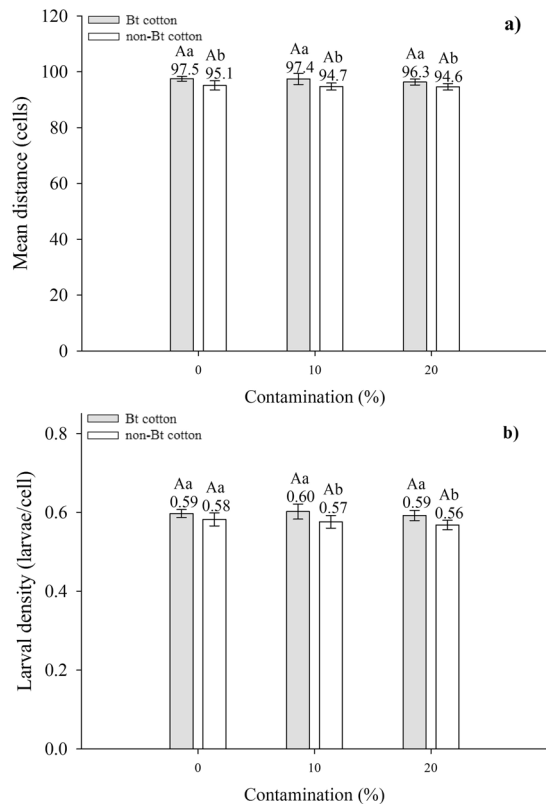 Bt cotton
non-Bt cotton
a)
120
100
80
60
40
20
0
Mean distance (cells)
Aa Ab Aa Ab Aa Ab
97.5 95.1 97.4 94.7 96.3 94.6
0 10 20
Contamination (%)
Bt cotton
non-Bt cotton
b)
0.8
0.6
0.4
0.2
0.0
Larval density (larvae/cell)
Aa Aa Aa Ab Aa Ab
0.59 0.58 0.60 0.57 0.59 0.56
0 10 20
Contamination (%)